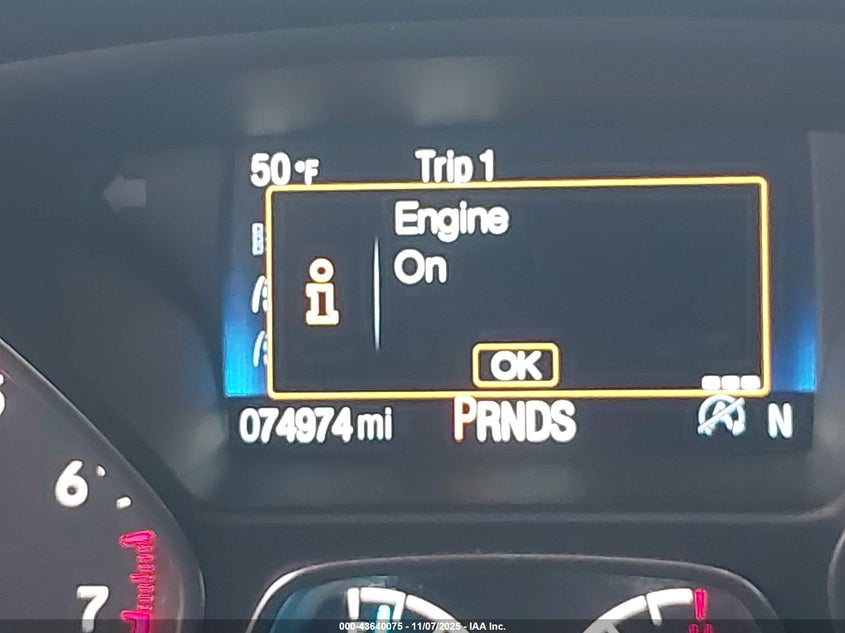 50°F Trip 1
Engine
On
OK
074974 mi PRNDS N
6
7
000-43640075 - 11/07/2025 - IAA Inc.